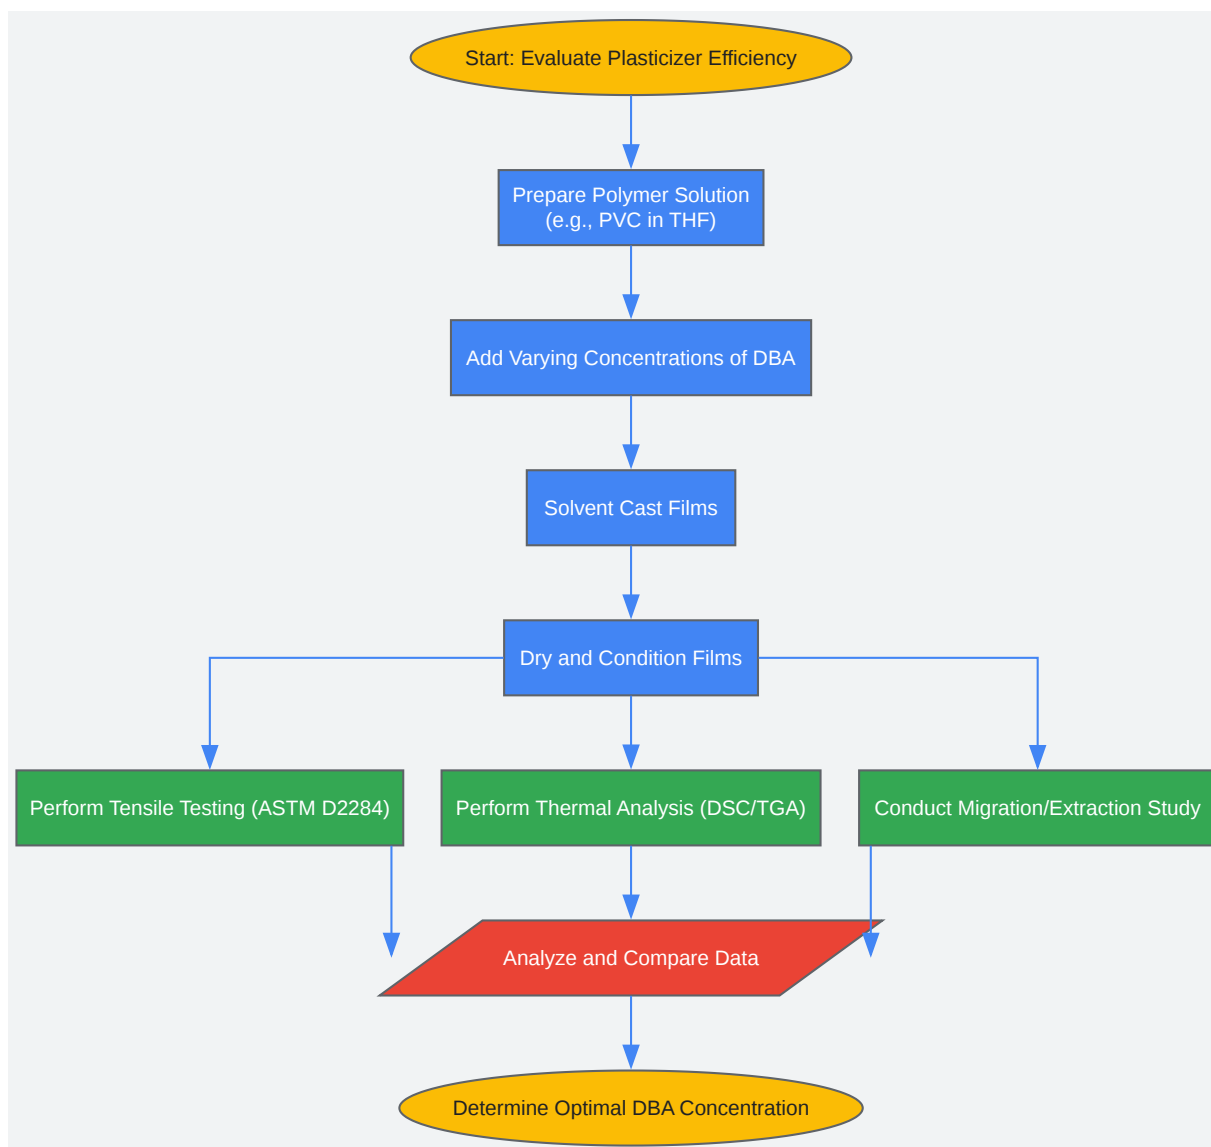 Start: Evaluate Plasticizer Efficiency
Prepare Polymer Solution
(e.g., PVC in THF)
Add Varying Concentrations of DBA
Solvent Cast Films
Dry and Condition Films
Perform Tensile Testing (ASTM D2284)
Perform Thermal Analysis (DSC/TGA)
Conduct Migration/Extraction Study
Analyze and Compare Data
Determine Optimal DBA Concentration